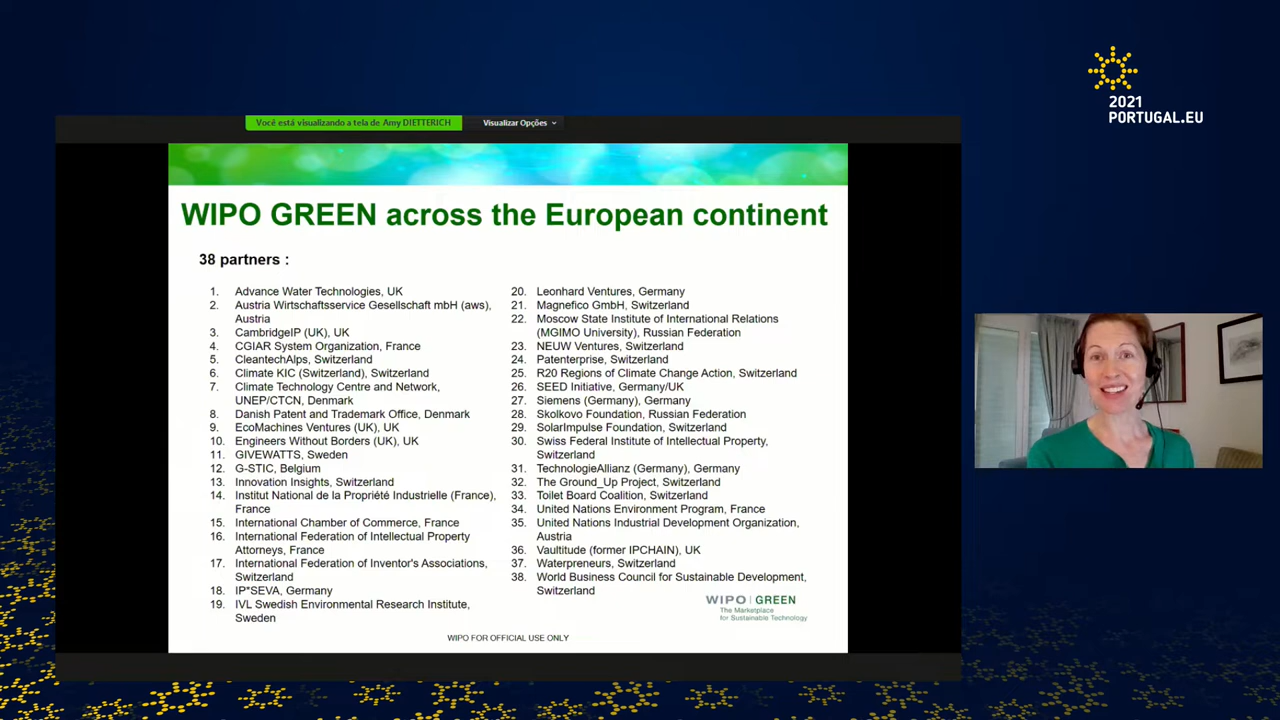 2021
PORTUGAL.EU
Você está visualizando a tela de Amy DIETTERICH
Visualizar Opções
WIPO GREEN across the European continent
38 partners :
1. Advance Water Technologies, UK
2. Austria Wirtschaftsservice Gesellschaft mbH (aws),
Austria
3. CambridgeIP (UK), UK
4. CGIAR System Organization, France
5. CleantechAlps, Switzerland
6. Climate KIC (Switzerland), Switzerland
7. Climate Technology Centre and Network,
UNEP/CTCN, Denmark
8. Danish Patent and Trademark Office, Denmark
9. EcoMachines Ventures (UK), UK
10. Engineers Without Borders (UK), UK
11. GIVEWATTS, Sweden
12. G-STIC, Belgium
13. Innovation Insights, Switzerland
14. Institut National de la Propriété Industrielle (France),
France
15. International Chamber of Commerce, France
16. International Federation of Intellectual Property
Attorneys, France
17. International Federation of Inventor's Associations,
Switzerland
18. IP*SEVA, Germany
19. IVL Swedish Environmental Research Institute,
Sweden
20. Leonhard Ventures, Germany
21. Magnefico GmbH, Switzerland
22. Moscow State Institute of International Relations
(MGIMO University), Russian Federation
23. NEUW Ventures, Switzerland
24. Patenterprise, Switzerland
25. R20 Regions of Climate Change Action, Switzerland
26. SEED Initiative, Germany/UK
27. Siemens (Germany), Germany
28. Skolkovo Foundation, Russian Federation
29. SolarImpulse Foundation, Switzerland
30. Swiss Federal Institute of Intellectual Property,
Switzerland
31. TechnologieAllianz (Germany), Germany
32. The Ground_Up Project, Switzerland
33. Toilet Board Coalition, Switzerland
34. United Nations Environment Program, France
35. United Nations Industrial Development Organization,
Austria
36. Vaultitude (former IPCHAIN), UK
37. Waterpreneurs, Switzerland
38. World Business Council for Sustainable Development,
Switzerland
WIPO | GREEN
The Marketplace
for Sustainable Technology
WIPO FOR OFFICIAL USE ONLY